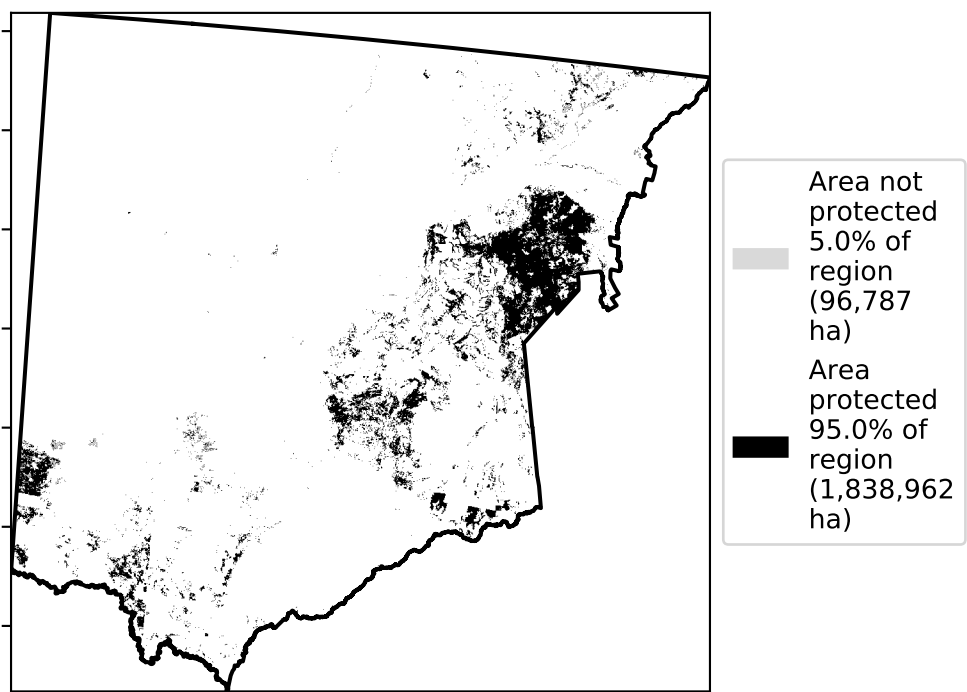 Area not
protected
5.0% of
region
(96,787
ha)
Area
protected
95.0% of
region
(1,838,962
ha)